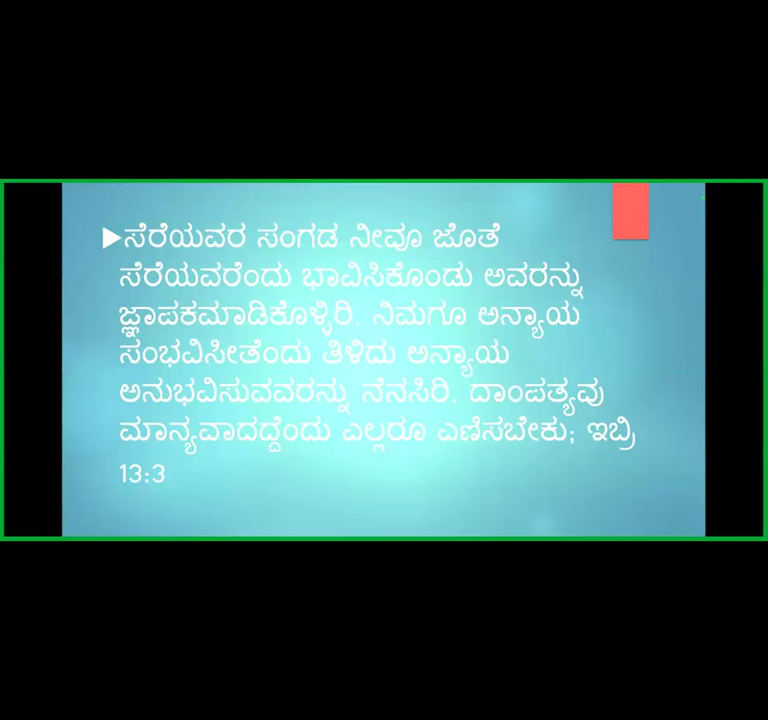 ಸೆರೆಯವರ ಸಂಗಡ ನೀವೂ ಜೊತೆ
ಸೆರೆಯವರೆಂದು ಭಾವಿಸಿಕೊಂಡು ಅವರನ್ನು
ಜ್ಞಾಪಕಮಾಡಿಕೊಳ್ಳಿರಿ. ನಿಮಗೂ ಅನ್ಯಾಯ
ಸಂಭವಿಸೀತೆಂದು ತಿಳಿದು ಅನ್ಯಾಯ
ಅನುಭವಿಸುವವರನ್ನು ನೆನಸಿರಿ. ದಾಂಪತ್ಯವು
ಮಾನ್ಯವಾದದ್ದೆಂದು ಎಲ್ಲರೂ ಎಣಿಸಬೇಕು; ಇಬ್ರಿ
13:3